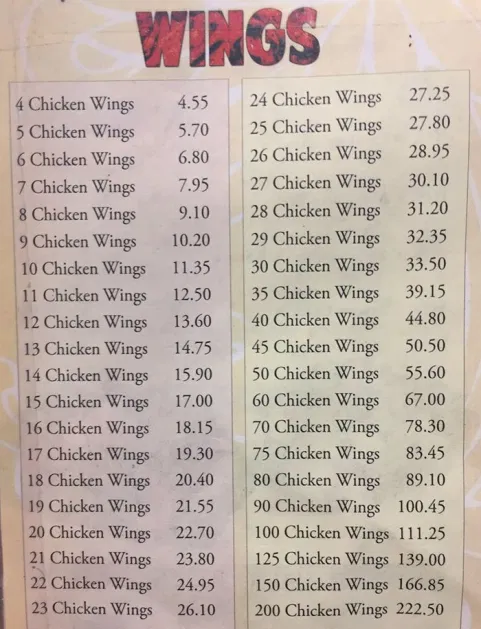 WINGS
4 Chicken Wings 4.55
5 Chicken Wings 5.70
6 Chicken Wings 6.80
7 Chicken Wings 7.95
8 Chicken Wings 9.10
9 Chicken Wings 10.20
10 Chicken Wings 11.35
11 Chicken Wings 12.50
12 Chicken Wings 13.60
13 Chicken Wings 14.75
14 Chicken Wings 15.90
15 Chicken Wings 17.00
16 Chicken Wings 18.15
17 Chicken Wings 19.30
18 Chicken Wings 20.40
19 Chicken Wings 21.55
20 Chicken Wings 22.70
21 Chicken Wings 23.80
22 Chicken Wings 24.95
23 Chicken Wings 26.10
24 Chicken Wings 27.25
25 Chicken Wings 27.80
26 Chicken Wings 28.95
27 Chicken Wings 30.10
28 Chicken Wings 31.20
29 Chicken Wings 32.35
30 Chicken Wings 33.50
35 Chicken Wings 39.15
40 Chicken Wings 44.80
45 Chicken Wings 50.50
50 Chicken Wings 55.60
60 Chicken Wings 67.00
70 Chicken Wings 78.30
75 Chicken Wings 83.45
80 Chicken Wings 89.10
90 Chicken Wings 100.45
100 Chicken Wings 111.25
125 Chicken Wings 139.00
150 Chicken Wings 166.85
200 Chicken Wings 222.50